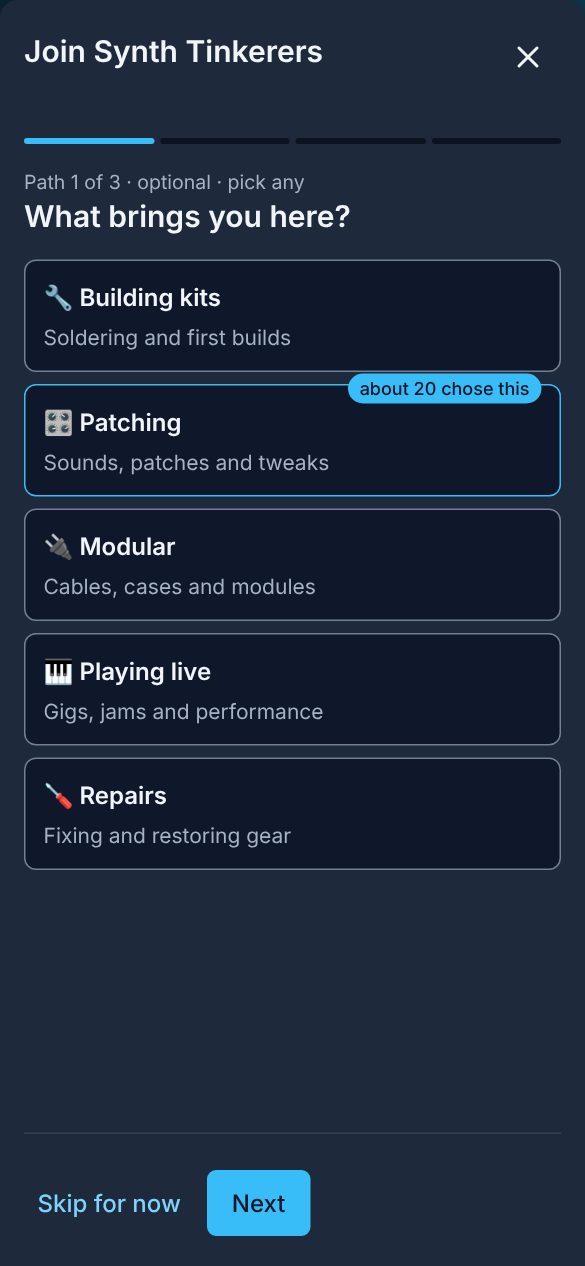 Join Synth Tinkerers
Path 1 of 3 · optional · pick any
What brings you here?
Building kits
Soldering and first builds
about 20 chose this
Patching
Sounds, patches and tweaks
Modular
Cables, cases and modules
Playing live
Gigs, jams and performance
Repairs
Fixing and restoring gear
Skip for now
Next